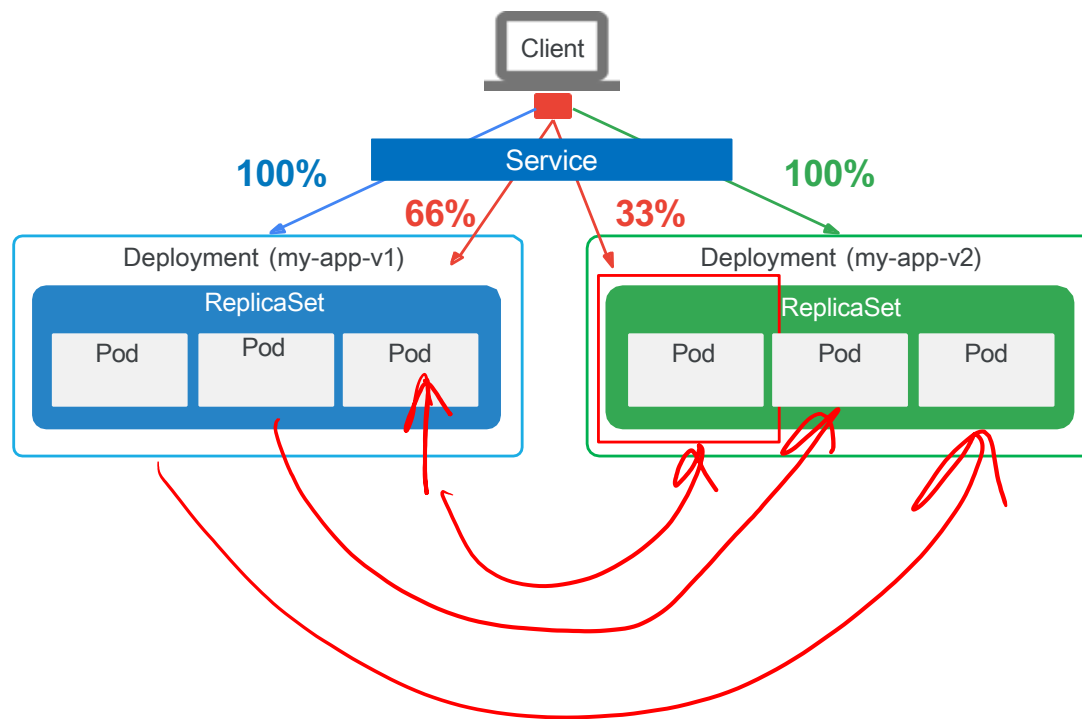 Client
Service
100%
100%
66%
33%
Deployment (my-app-v1)
ReplicaSet
Pod
Pod
Pod
Deployment (my-app-v2)
ReplicaSet
Pod
Pod
Pod